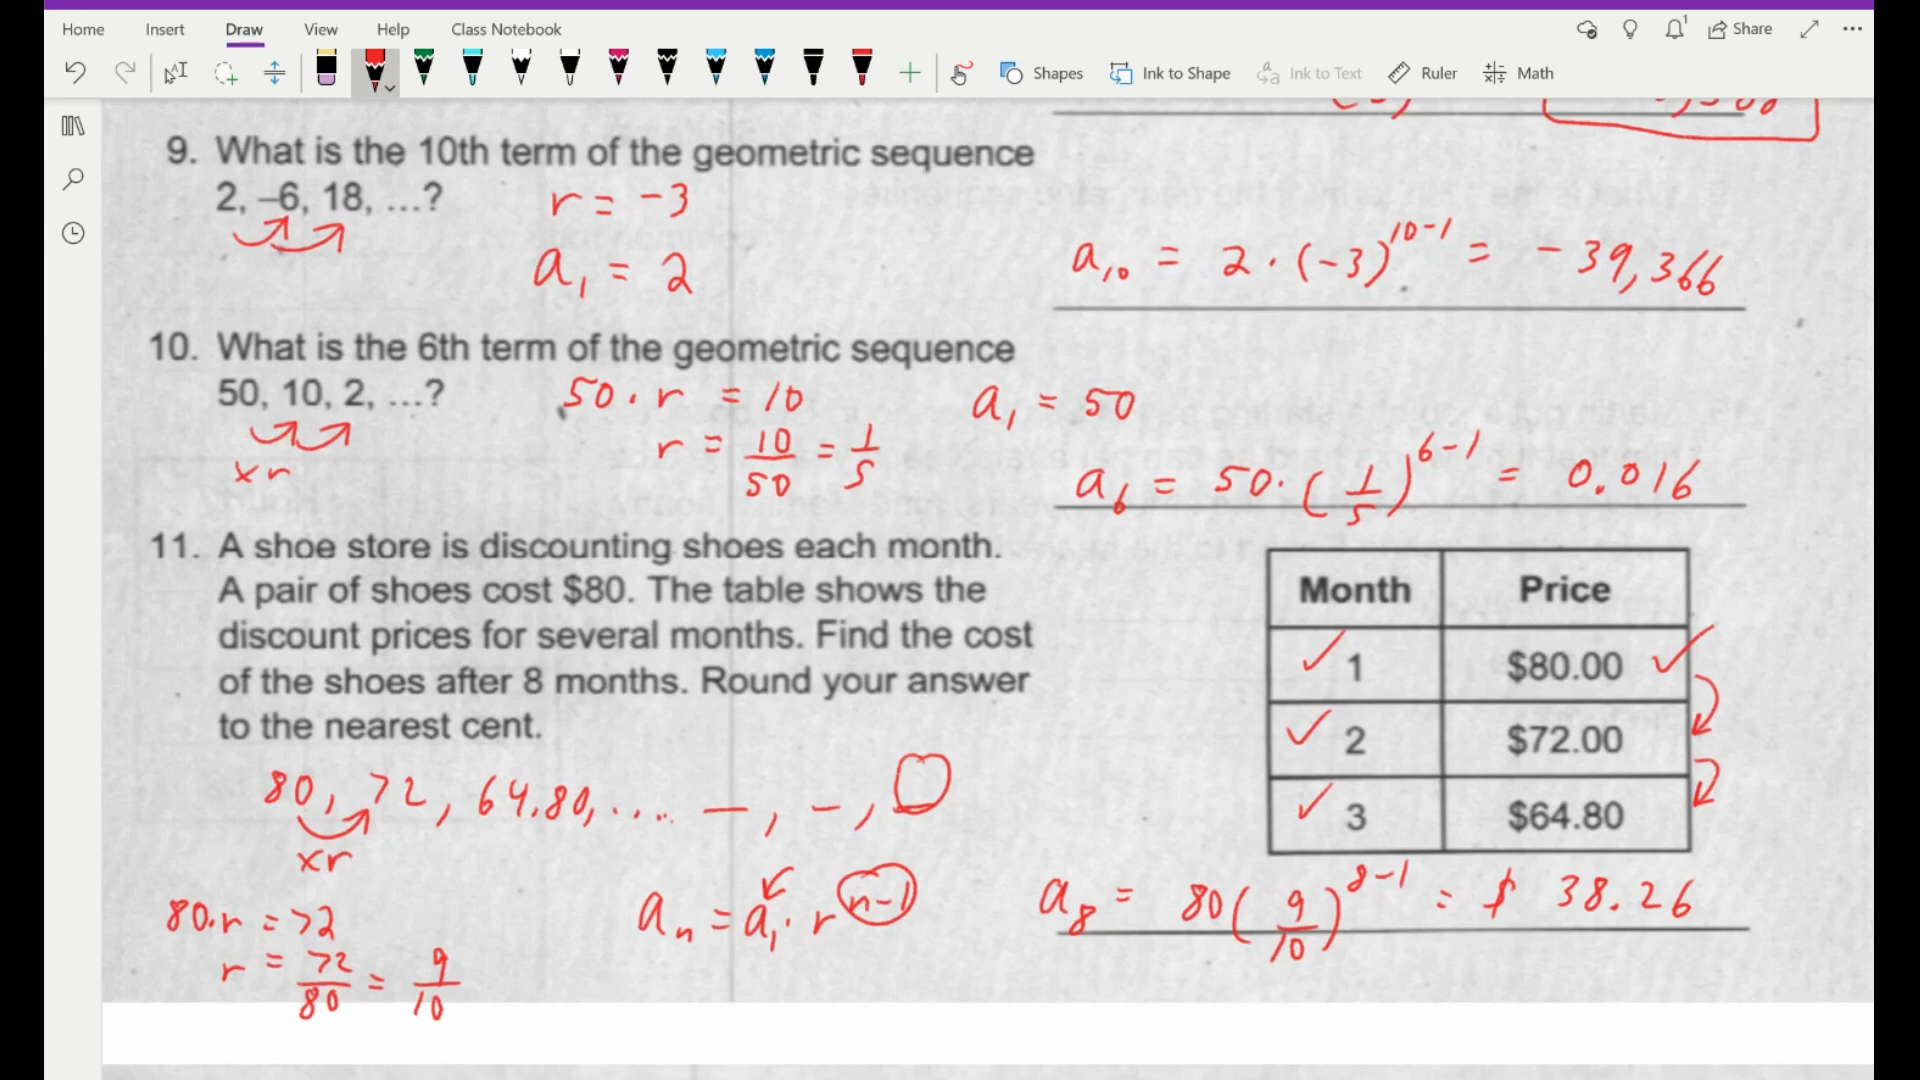 Home Insert Draw View Help Class Notebook 1 Share
Shapes Ink to Shape Ink to Text Ruler Math
9. What is the 10th term of the geometric sequence
2, –6, 18, ...?
r = -3
a₁ = 2
a₁₀ = 2 · (-3)¹⁰⁻¹ = -39,366
10. What is the 6th term of the geometric sequence
50, 10, 2, ...?
50 · r = 10
a₁ = 50
xr
r = 10/50 = 1/5
a₆ = 50 · (1/5)⁶⁻¹ = 0.016
11. A shoe store is discounting shoes each month.
A pair of shoes cost $80. The table shows the
discount prices for several months. Find the cost
of the shoes after 8 months. Round your answer
to the nearest cent.
Month Price
1 $80.00
2 $72.00
3 $64.80
80, 72, 64.80, .... —, –,
xr
80·r = 72
r = 72/80 = 9/10
aₙ = a₁ · r ⁿ⁻¹
a₈ = 80(9/10)⁸⁻¹ = $ 38.26